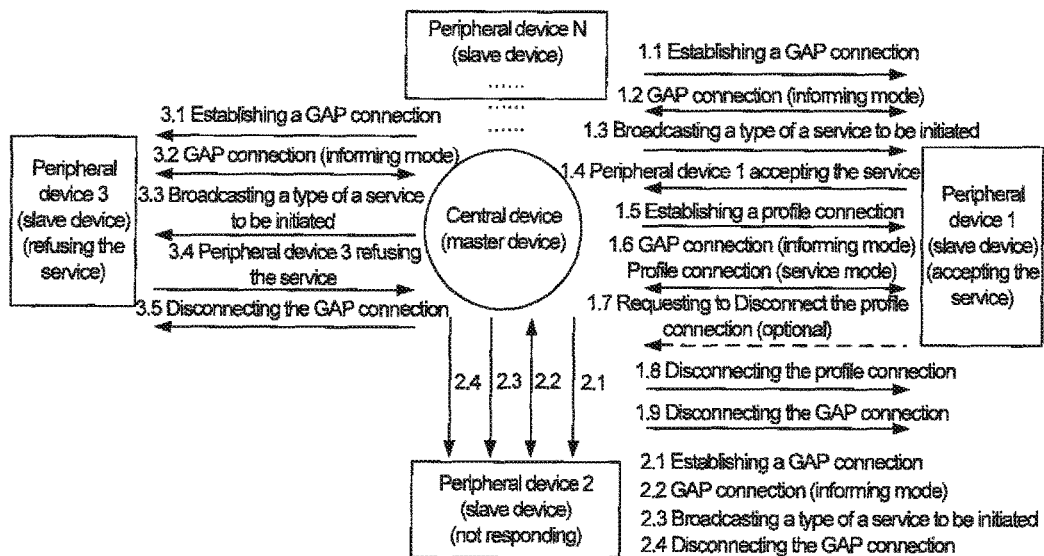 Peripheral device N
(slave device)
......
......
......
1.1 Establishing a GAP connection
1.2 GAP connection (informing mode)
1.3 Broadcasting a type of a service to be initiated
1.4 Peripheral device 1 accepting the service
1.5 Establishing a profile connection
1.6 GAP connection (informing mode)
Profile connection (service mode)
1.7 Requesting to Disconnect the profile
connection (optional)
1.8 Disconnecting the profile connection
1.9 Disconnecting the GAP connection
Peripheral
device 1
(slave device)
(accepting the
service)
3.1 Establishing a GAP connection
3.2 GAP connection (informing mode)
3.3 Broadcasting a type of a service
to be initiated
3.4 Peripheral device 3 refusing
the service
3.5 Disconnecting the GAP connection
Peripheral
device 3
(slave device)
(refusing the
service)
Central device
(master device)
2.4
2.3
2.2
2.1
Peripheral device 2
(slave device)
(not responding)
2.1 Establishing a GAP connection
2.2 GAP connection (informing mode)
2.3 Broadcasting a type of a service to be initiated
2.4 Disconnecting the GAP connection